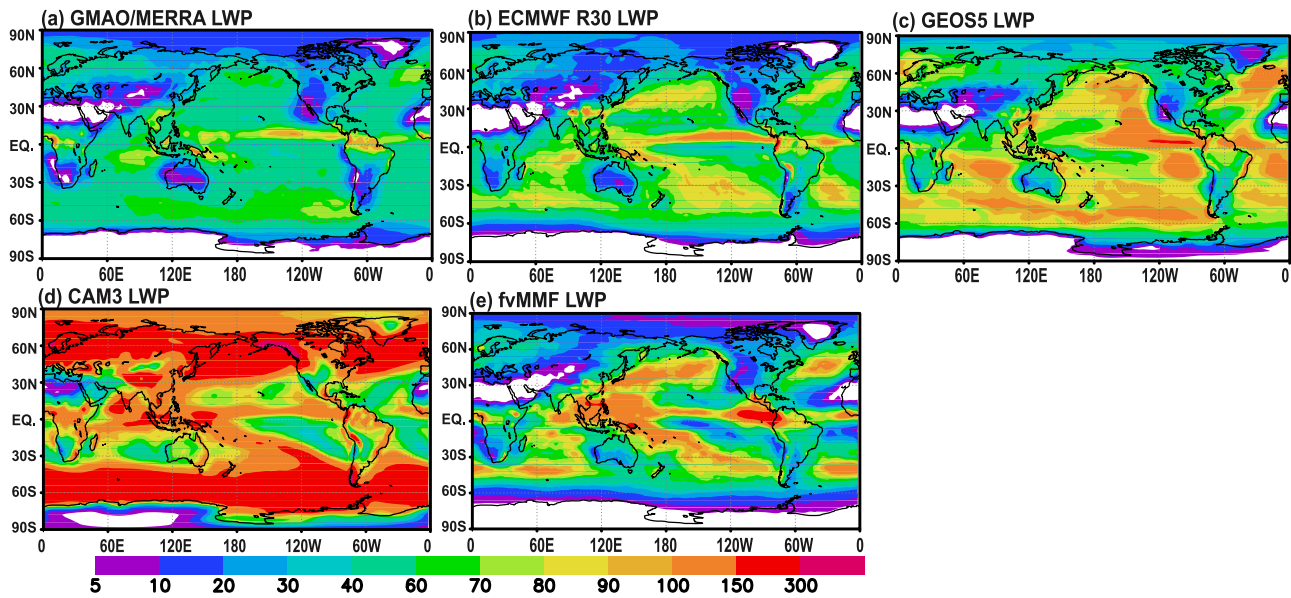 (a) GMAO/MERRA LWP
(b) ECMWF R30 LWP
(c) GEOS5 LWP
90N
60N
30N
EQ.
30S
60S
90S
0 60E 120E 180 120W 60W 0
90N
60N
30N
EQ.
30S
60S
90S
0 60E 120E 180 120W 60W 0
90N
60N
30N
EQ.
30S
60S
90S
0 60E 120E 180 120W 60W 0
(d) CAM3 LWP
(e) fvMMF LWP
90N
60N
30N
EQ.
30S
60S
90S
0 60E 120E 180 120W 60W 0
90N
60N
30N
EQ.
30S
60S
90S
0 60E 120E 180 120W 60W 0
5 10 20 30 40 60 70 80 90 100 150 300